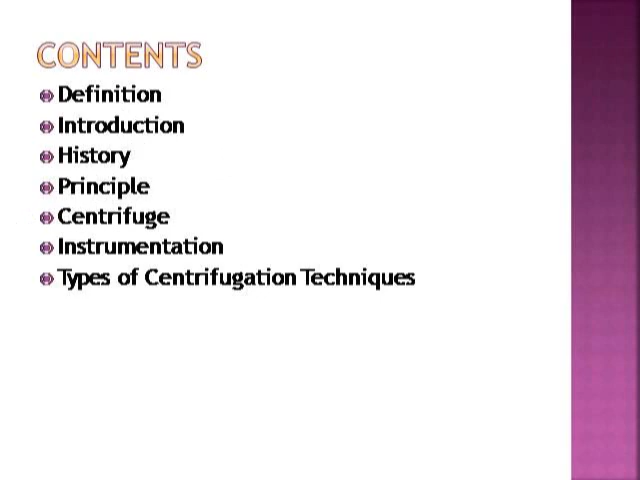 CONTENTS
Definition
Introduction
History
Principle
Centrifuge
Instrumentation
Types of Centrifugation Techniques